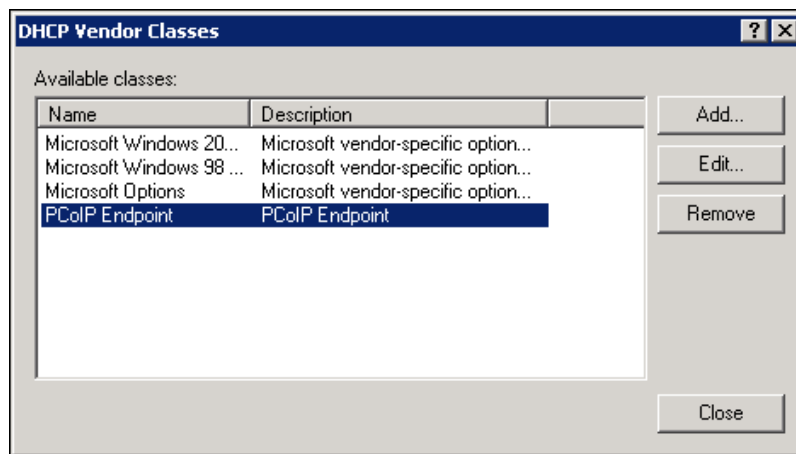 DHCP Vendor Classes
Available classes:
Name Description
Add...
Microsoft Windows 20... Microsoft vendor-specific option...
Microsoft Windows 98 ... Microsoft vendor-specific option...
Edit...
Microsoft Options Microsoft vendor-specific option...
PCoIP Endpoint PCoIP Endpoint
Remove
Close